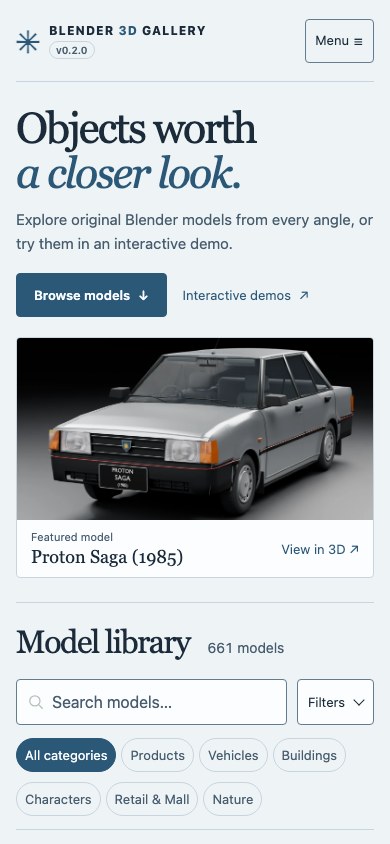 BLENDER 3D GALLERY
v0.2.0
Menu
Objects worth
a closer look.
Explore original Blender models from every angle, or
try them in an interactive demo.
Browse models ↓
Interactive demos ↗
PROTON
SAGA
Featured model
Proton Saga (1985)
View in 3D ↗
Model library
661 models
Search models...
Filters
All categories
Products
Vehicles
Buildings
Characters
Retail & Mall
Nature